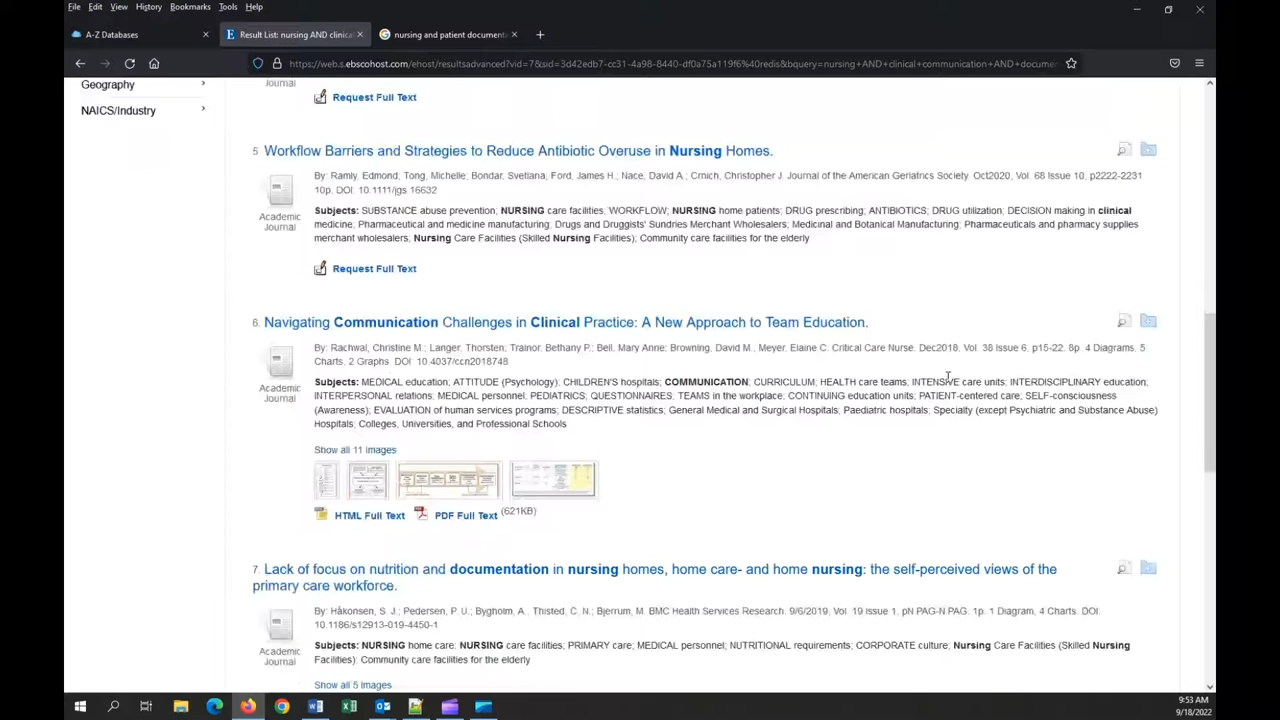 File Edit View History Bookmarks Tools Help
A-Z Databases
Result List: nursing AND clinica
nursing and patient document
https://web.s.ebscohost.com/ehost/resultsadvanced?vid=7&sid=3d42edb7-cc31-4a98-8440-df0a75a119f6%40redis&bquery=nursing+AND+clinical+communication+AND+docume
Geography
NAICS/Industry
Journal
Request Full Text
5 Workflow Barriers and Strategies to Reduce Antibiotic Overuse in Nursing Homes.
By: Ramly, Edmond; Tong, Michelle; Bondar, Svetlana; Ford, James H.; Nace, David A.; Crnich, Christopher J. Journal of the American Geriatrics Society. Oct2020, Vol. 68 Issue 10, p2222-2231
10p. DOI: 10.1111/jgs.16632
Academic
Journal
Subjects: SUBSTANCE abuse prevention; NURSING care facilities; WORKFLOW; NURSING home patients; DRUG prescribing; ANTIBIOTICS; DRUG utilization; DECISION making in clinical
medicine; Pharmaceutical and medicine manufacturing; Drugs and Druggists' Sundries Merchant Wholesalers; Medicinal and Botanical Manufacturing; Pharmaceuticals and pharmacy supplies
merchant wholesalers; Nursing Care Facilities (Skilled Nursing Facilities); Community care facilities for the elderly
Request Full Text
6. Navigating Communication Challenges in Clinical Practice: A New Approach to Team Education.
By: Rachwal, Christine M.; Langer, Thorsten; Trainor, Bethany P.; Bell, Mary Anne; Browning, David M.; Meyer, Elaine C. Critical Care Nurse. Dec2018, Vol. 38 Issue 6, p15-22. 8p. 4 Diagrams, 5
Charts, 2 Graphs. DOI: 10.4037/ccn2018748.
Academic
Journal
Subjects: MEDICAL education; ATTITUDE (Psychology); CHILDREN'S hospitals; COMMUNICATION; CURRICULUM; HEALTH care teams; INTENSIVE care units; INTERDISCIPLINARY education;
INTERPERSONAL relations; MEDICAL personnel; PEDIATRICS; QUESTIONNAIRES; TEAMS in the workplace; CONTINUING education units; PATIENT-centered care; SELF-consciousness
(Awareness); EVALUATION of human services programs; DESCRIPTIVE statistics; General Medical and Surgical Hospitals; Paediatric hospitals; Specialty (except Psychiatric and Substance Abuse)
Hospitals; Colleges, Universities, and Professional Schools
Show all 11 images
HTML Full Text PDF Full Text (621KB)
7. Lack of focus on nutrition and documentation in nursing homes, home care- and home nursing: the self-perceived views of the
primary care workforce.
By: Håkonsen, S. J.; Pedersen, P. U.; Bygholm, A.; Thisted, C. N.; Bjerrum, M. BMC Health Services Research. 9/6/2019, Vol. 19 Issue 1, pN.PAG-N.PAG. 1p. 1 Diagram, 4 Charts. DOI:
10.1186/s12913-019-4450-1
Academic
Journal
Subjects: NURSING home care; NURSING care facilities; PRIMARY care; MEDICAL personnel; NUTRITIONAL requirements; CORPORATE culture; Nursing Care Facilities (Skilled Nursing
Facilities); Community care facilities for the elderly
Show all 5 images
9:53 AM
9/18/2022